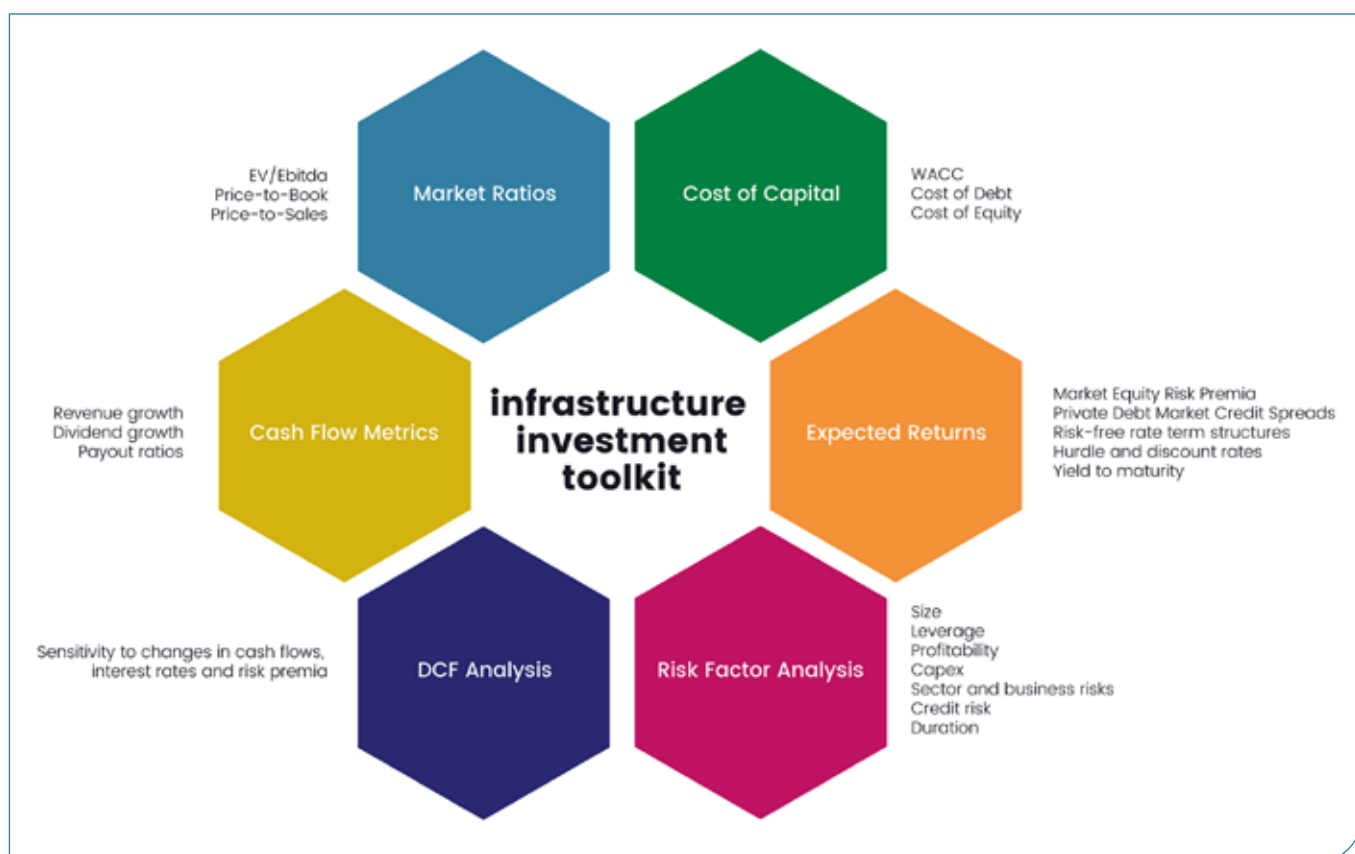 EV/Ebitda
Price-to-Book
Price-to-Sales
Market Ratios
Cost of Capital
WACC
Cost of Debt
Cost of Equity
Revenue growth
Dividend growth
Payout ratios
Cash Flow Metrics
infrastructure
investment
toolkit
Expected Returns
Market Equity Risk Premia
Private Debt Market Credit Spreads
Risk-free rate term structures
Hurdle and discount rates
Yield to maturity
Sensitivity to changes in cash flows,
interest rates and risk premia
DCF Analysis
Risk Factor Analysis
Size
Leverage
Profitability
Capex
Sector and business risks
Credit risk
Duration